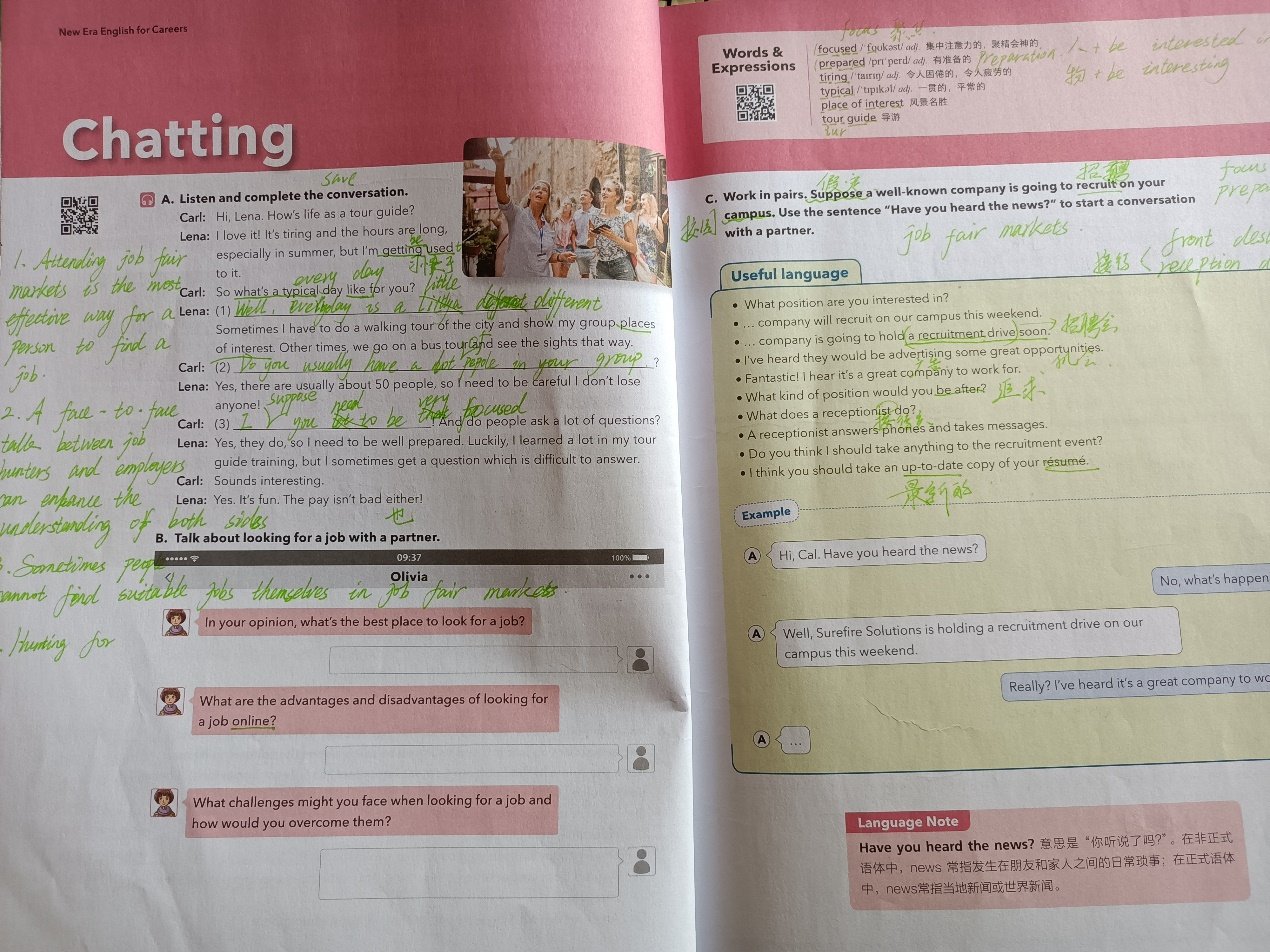 New Era English for Careers
Chatting
save
A. Listen and complete the conversation.
Carl: Hi, Lena. How's life as a tour guide?
Lena: I love it! It's tiring and the hours are long,
especially in summer, but I'm getting used
be
to it.
every day
little
Carl: So what's a typical day like for you?
Lena: (1) Well, everyday is a little different different
Sometimes I have to do a walking tour of the city and show my group places
of interest. Other times, we go on a bus tour and see the sights that way.
Carl: (2) Do you usually have a lot people in your group ?
of
Lena: Yes, there are usually about 50 people, so I need to be careful I don't lose
anyone!
suppose need very
Carl: (3) I you to be focused ! And do people ask a lot of questions?
Lena: Yes, they do, so I need to be well prepared. Luckily, I learned a lot in my tour
guide training, but I sometimes get a question which is difficult to answer.
Carl: Sounds interesting.
Lena: Yes. It's fun. The pay isn't bad either!
也
1. Attending job fair
markets is the most
effective way for a
person to find a
job.
2. A face-to-face
talk between job
hunters and employers
can enhance the
understanding of both sides
3. Sometimes people
cannot find suitable jobs themselves in job fair markets
Hunting for
B. Talk about looking for a job with a partner.
09:37
100%
Olivia
In your opinion, what's the best place to look for a job?
What are the advantages and disadvantages of looking for
a job online?
What challenges might you face when looking for a job and
how would you overcome them?
focus 聚焦
Words &
Expressions
focused /ˈfoʊkəst/ adj. 集中注意力的，聚精会神的
prepared /prɪˈperd/ adj. 有准备的 preparation
tiring /ˈtaɪrɪŋ/ adj. 令人困倦的，令人疲劳的
typical /ˈtɪpɪkəl/ adj. 一贯的，平常的
place of interest 风景名胜
tour guide 导游
人 + be interested in
物 + be interesting
假定
招聘
focus
prepa
C. Work in pairs. Suppose a well-known company is going to recruit on your
campus. Use the sentence "Have you heard the news?" to start a conversation
with a partner.
校园
job fair markets.
front des
reception d
Useful language
• What position are you interested in?
• ... company will recruit on our campus this weekend.
• ... company is going to hold a recruitment drive soon. 招聘会
• I've heard they would be advertising some great opportunities.
机会
• Fantastic! I hear it's a great company to work for.
• What kind of position would you be after? 追求
• What does a receptionist do?
• A receptionist answers phones and takes messages.
• Do you think I should take anything to the recruitment event?
• I think you should take an up-to-date copy of your résumé.
最新的
Example
A Hi, Cal. Have you heard the news?
No, what's happen
A Well, Surefire Solutions is holding a recruitment drive on our
campus this weekend.
Really? I've heard it's a great company to wo
A ...
Language Note
Have you heard the news? 意思是“你听说了吗?”。在非正式
语体中，news 常指发生在朋友和家人之间的日常琐事；在正式语体
中，news常指当地新闻或世界新闻。